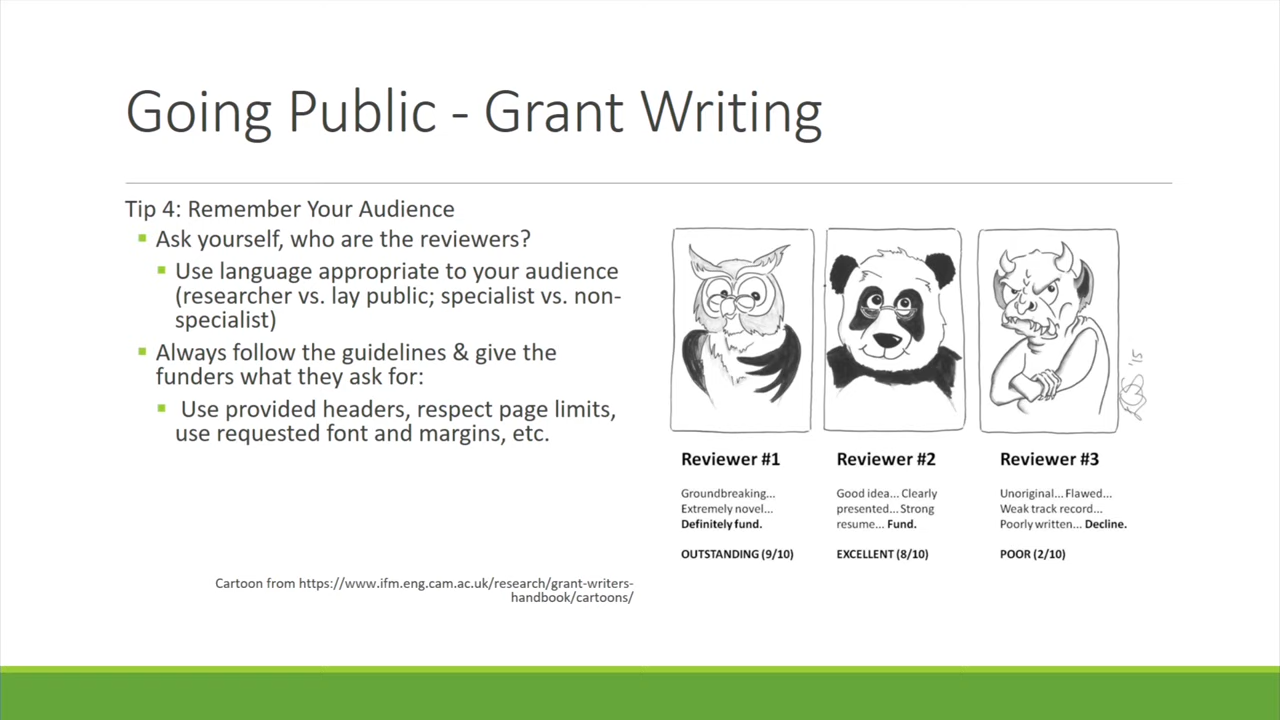 Going Public - Grant Writing
Tip 4: Remember Your Audience
Ask yourself, who are the reviewers?
Use language appropriate to your audience
(researcher vs. lay public; specialist vs. non-
specialist)
Always follow the guidelines & give the
funders what they ask for:
Use provided headers, respect page limits,
use requested font and margins, etc.
Cartoon from https://www.ifm.eng.cam.ac.uk/research/grant-writers-
handbook/cartoons/
'15
Reviewer #1
Groundbreaking...
Extremely novel...
Definitely fund.
OUTSTANDING (9/10)
Reviewer #2
Good idea... Clearly
presented... Strong
resume... Fund.
EXCELLENT (8/10)
Reviewer #3
Unoriginal... Flawed...
Weak track record...
Poorly written... Decline.
POOR (2/10)